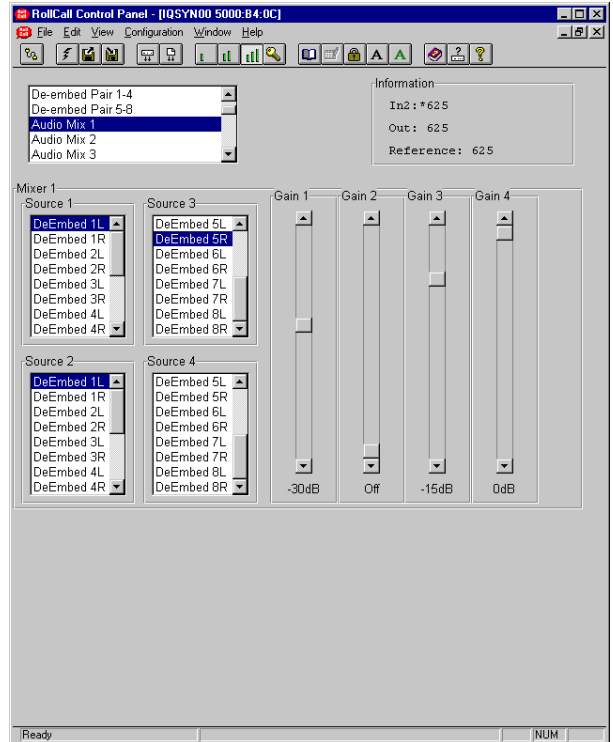 RollCall Control Panel - [IQSYN00 5000:B4:0C]
File Edit View Configuration Window Help
A A
De-embed Pair 1-4
De-embed Pair 5-8
Audio Mix 1
Audio Mix 2
Audio Mix 3
Information
In2:*625
Out: 625
Reference: 625
Mixer 1
Source 1
DeEmbed 1L
DeEmbed 1R
DeEmbed 2L
DeEmbed 2R
DeEmbed 3L
DeEmbed 3R
DeEmbed 4L
DeEmbed 4R
Source 3
DeEmbed 5L
DeEmbed 5R
DeEmbed 6L
DeEmbed 6R
DeEmbed 7L
DeEmbed 7R
DeEmbed 8L
DeEmbed 8R
Source 2
DeEmbed 1L
DeEmbed 1R
DeEmbed 2L
DeEmbed 2R
DeEmbed 3L
DeEmbed 3R
DeEmbed 4L
DeEmbed 4R
Source 4
DeEmbed 5L
DeEmbed 5R
DeEmbed 6L
DeEmbed 6R
DeEmbed 7L
DeEmbed 7R
DeEmbed 8L
DeEmbed 8R
Gain 1 Gain 2 Gain 3 Gain 4
-30dB Off -15dB 0dB
Ready NUM